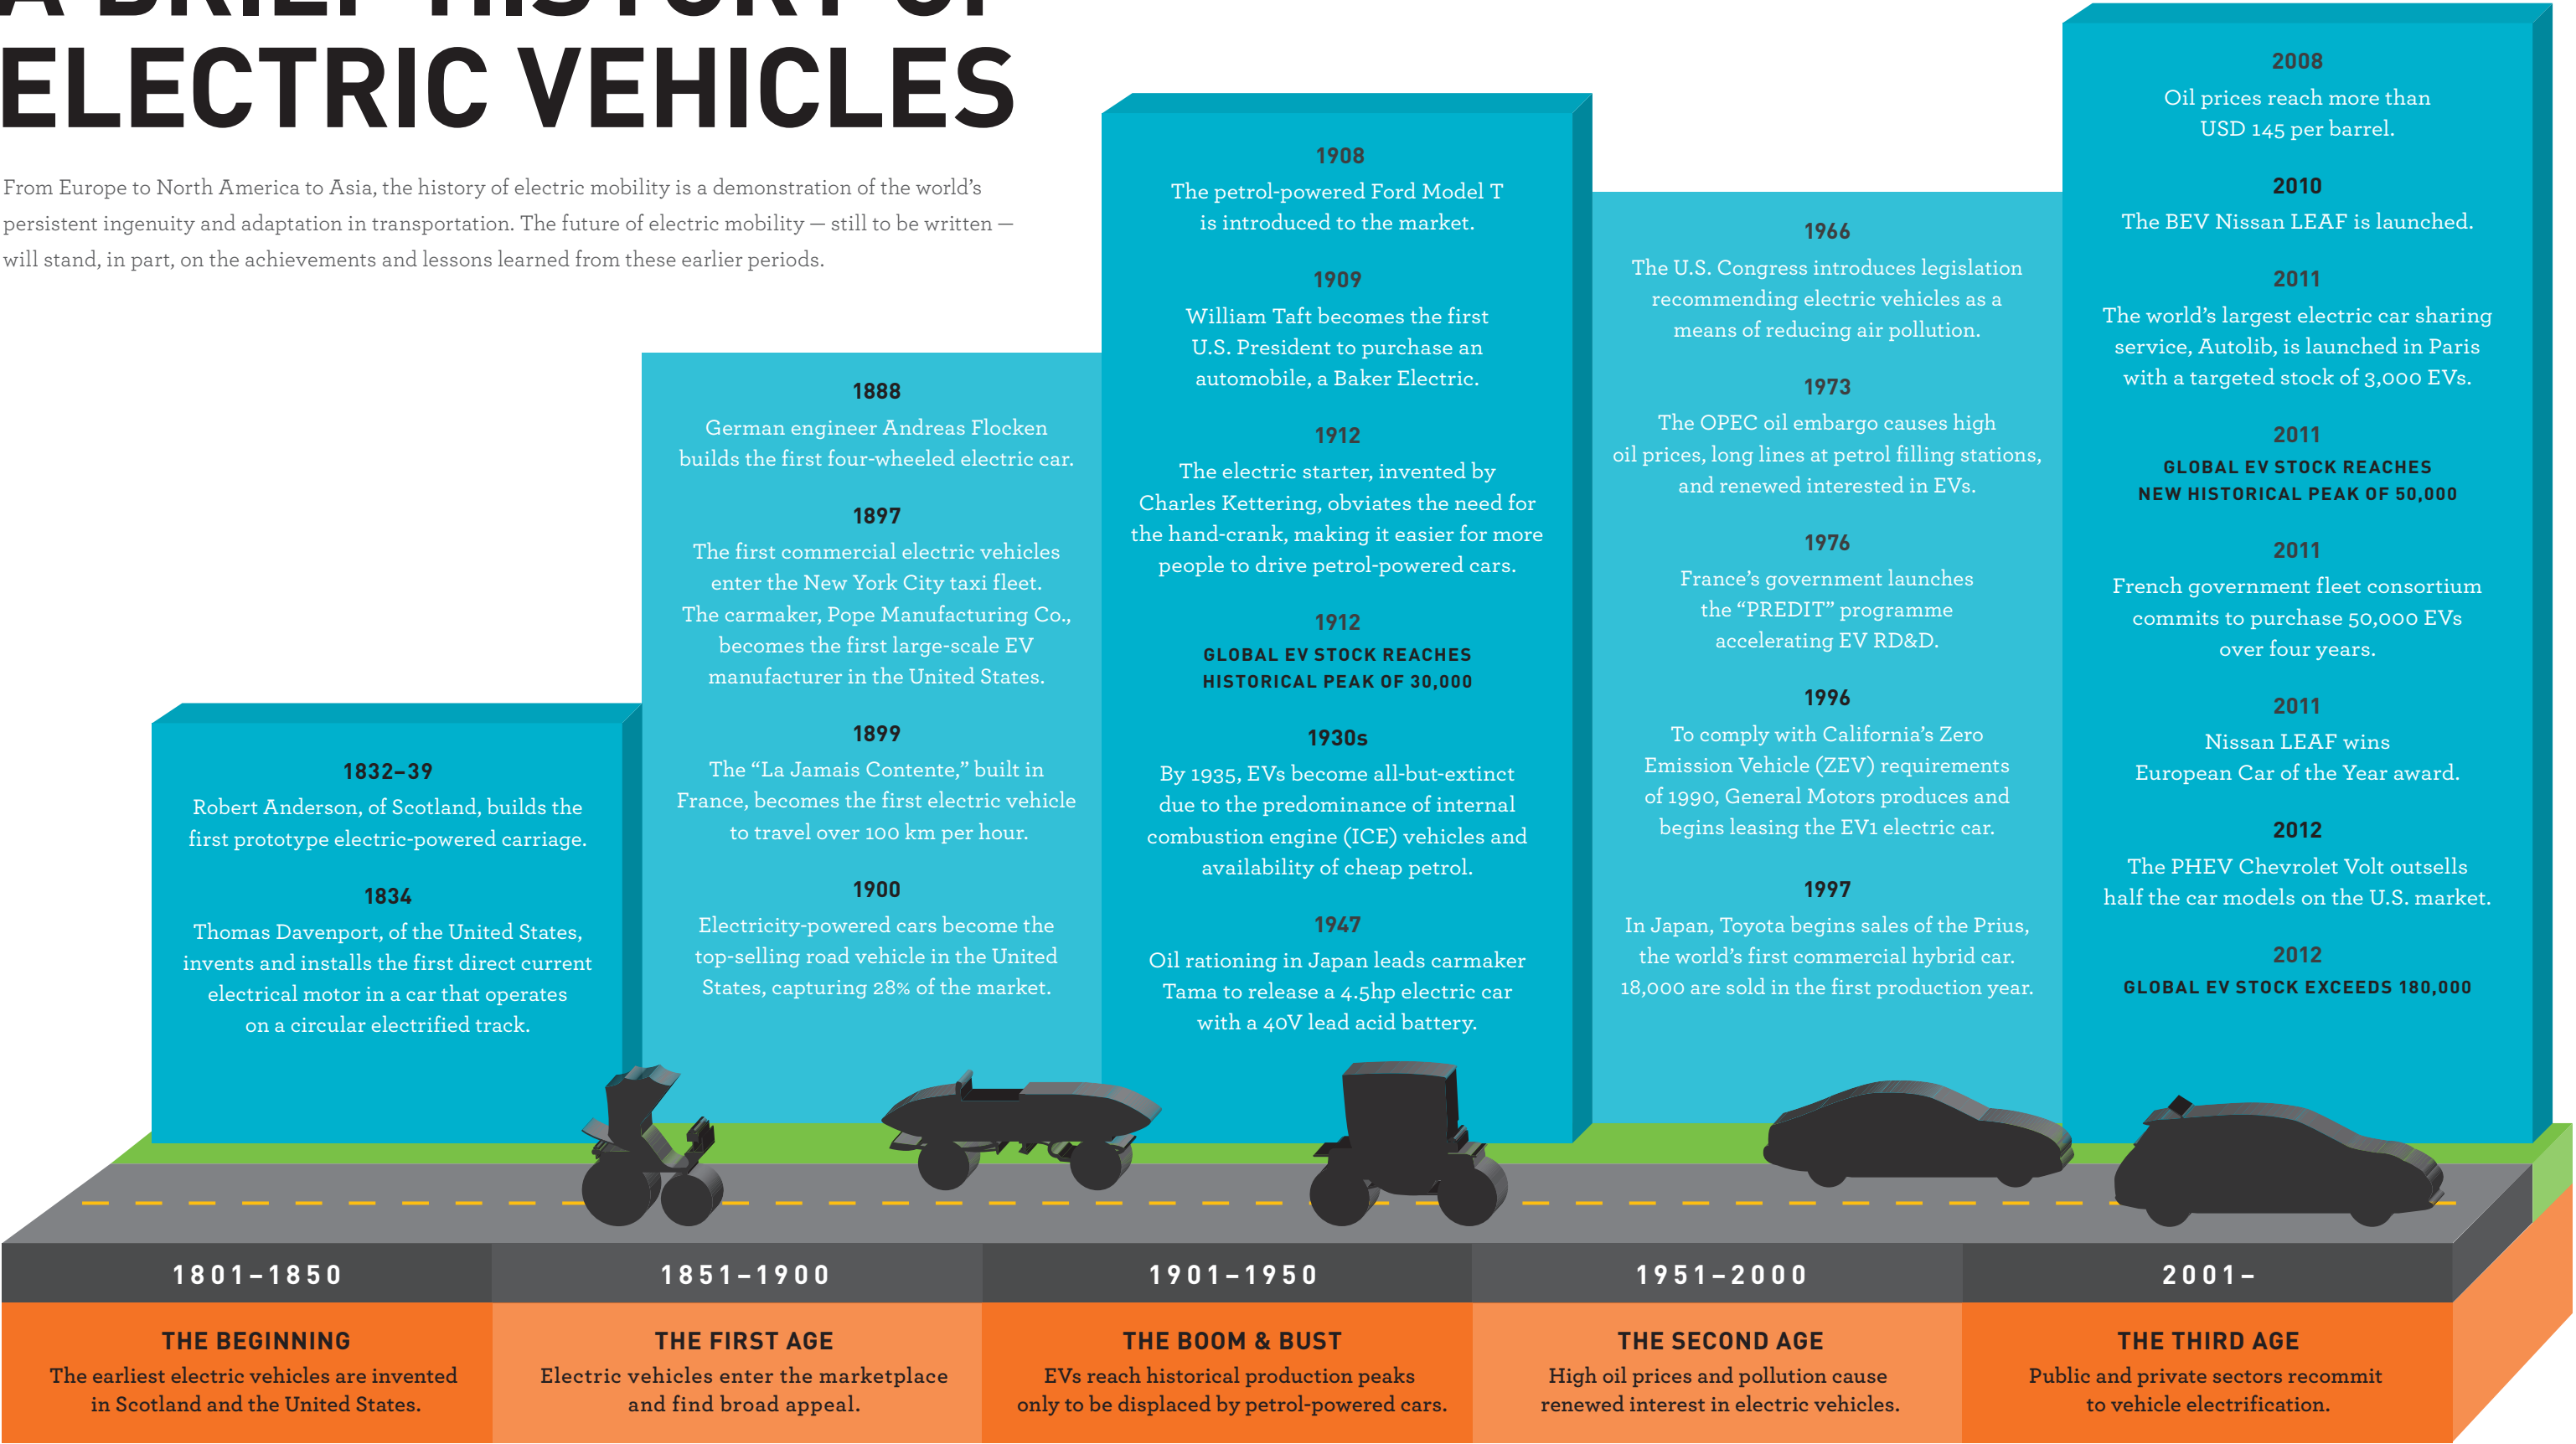 A BRIEF HISTORY OF
ELECTRIC VEHICLES
From Europe to North America to Asia, the history of electric mobility is a demonstration of the world’s
persistent ingenuity and adaptation in transportation. The future of electric mobility — still to be written —
will stand, in part, on the achievements and lessons learned from these earlier periods.
1832–39
Robert Anderson, of Scotland, builds the
first prototype electric-powered carriage.
1834
Thomas Davenport, of the United States,
invents and installs the first direct current
electrical motor in a car that operates
on a circular electrified track.
1888
German engineer Andreas Flocken
builds the first four-wheeled electric car.
1897
The first commercial electric vehicles
enter the New York City taxi fleet.
The carmaker, Pope Manufacturing Co.,
becomes the first large-scale EV
manufacturer in the United States.
1899
The “La Jamais Contente,” built in
France, becomes the first electric vehicle
to travel over 100 km per hour.
1900
Electricity-powered cars become the
top-selling road vehicle in the United
States, capturing 28% of the market.
1908
The petrol-powered Ford Model T
is introduced to the market.
1909
William Taft becomes the first
U.S. President to purchase an
automobile, a Baker Electric.
1912
The electric starter, invented by
Charles Kettering, obviates the need for
the hand-crank, making it easier for more
people to drive petrol-powered cars.
1912
GLOBAL EV STOCK REACHES
HISTORICAL PEAK OF 30,000
1930s
By 1935, EVs become all-but-extinct
due to the predominance of internal
combustion engine (ICE) vehicles and
availability of cheap petrol.
1947
Oil rationing in Japan leads carmaker
Tama to release a 4.5hp electric car
with a 40V lead acid battery.
1966
The U.S. Congress introduces legislation
recommending electric vehicles as a
means of reducing air pollution.
1973
The OPEC oil embargo causes high
oil prices, long lines at petrol filling stations,
and renewed interested in EVs.
1976
France’s government launches
the “PREDIT” programme
accelerating EV RD&D.
1996
To comply with California’s Zero
Emission Vehicle (ZEV) requirements
of 1990, General Motors produces and
begins leasing the EV1 electric car.
1997
In Japan, Toyota begins sales of the Prius,
the world’s first commercial hybrid car.
18,000 are sold in the first production year.
2008
Oil prices reach more than
USD 145 per barrel.
2010
The BEV Nissan LEAF is launched.
2011
The world’s largest electric car sharing
service, Autolib, is launched in Paris
with a targeted stock of 3,000 EVs.
2011
GLOBAL EV STOCK REACHES
NEW HISTORICAL PEAK OF 50,000
2011
French government fleet consortium
commits to purchase 50,000 EVs
over four years.
2011
Nissan LEAF wins
European Car of the Year award.
2012
The PHEV Chevrolet Volt outsells
half the car models on the U.S. market.
2012
GLOBAL EV STOCK EXCEEDS 180,000
1801–1850
THE BEGINNING
The earliest electric vehicles are invented
in Scotland and the United States.
1851–1900
THE FIRST AGE
Electric vehicles enter the marketplace
and find broad appeal.
1901–1950
THE BOOM & BUST
EVs reach historical production peaks
only to be displaced by petrol-powered cars.
1951–2000
THE SECOND AGE
High oil prices and pollution cause
renewed interest in electric vehicles.
2001–
THE THIRD AGE
Public and private sectors recommit
to vehicle electrification.